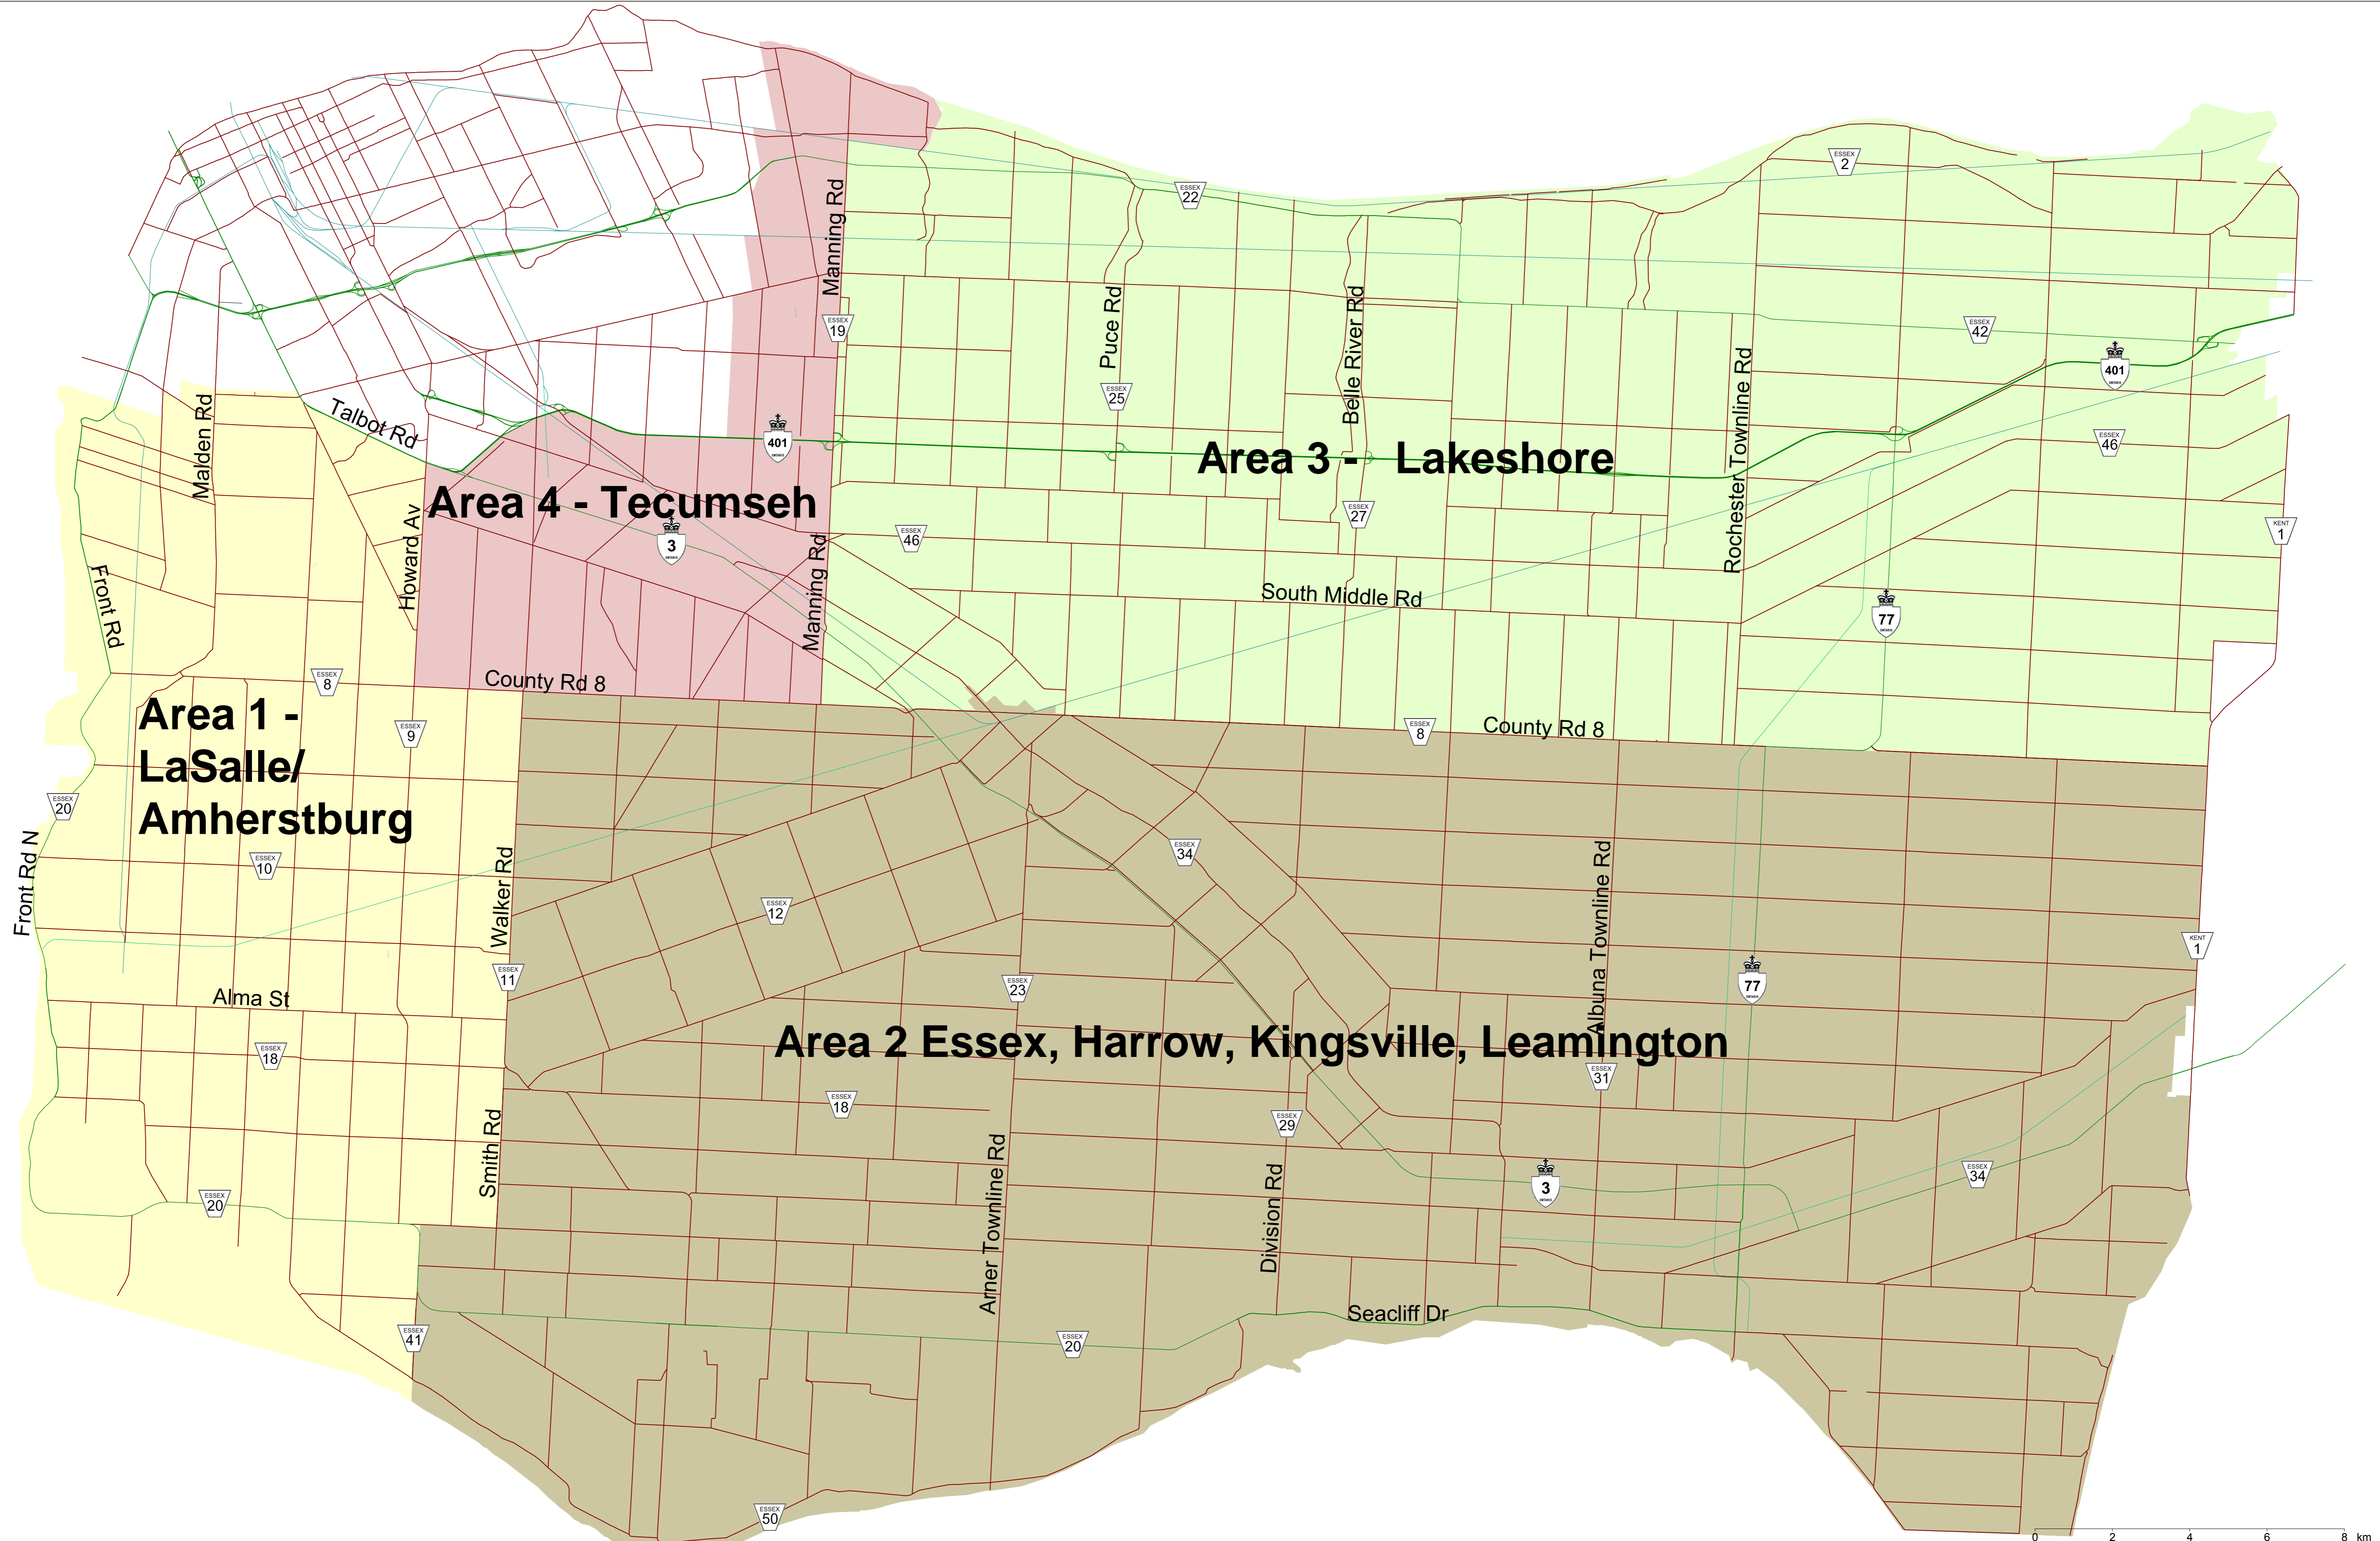 ESSEX
2
ESSEX
22
Manning Rd
ESSEX
19
Puce Rd
Belle River Rd
ESSEX
42
Rochester Townline Rd
401
ONTARIO
ESSEX
25
Malden Rd
Talbot Rd
401
ONTARIO
ESSEX
46
Area 3 - Lakeshore
Area 4 - Tecumseh
ESSEX
27
KENT
1
3
ONTARIO
ESSEX
46
Howard Av
Manning Rd
Front Rd
South Middle Rd
77
ONTARIO
ESSEX
8
County Rd 8
Area 1 -
LaSalle/
Amherstburg
ESSEX
9
ESSEX
8
County Rd 8
ESSEX
20
Front Rd N
ESSEX
10
Walker Rd
ESSEX
34
ESSEX
12
Albuna Townline Rd
KENT
1
ESSEX
11
ESSEX
23
77
ONTARIO
Alma St
Area 2 Essex, Harrow, Kingsville, Leamington
ESSEX
18
ESSEX
31
ESSEX
18
ESSEX
29
Smith Rd
Arner Townline Rd
Division Rd
3
ONTARIO
ESSEX
34
ESSEX
20
Seacliff Dr
ESSEX
41
ESSEX
20
ESSEX
50
0 2 4 6 8 km